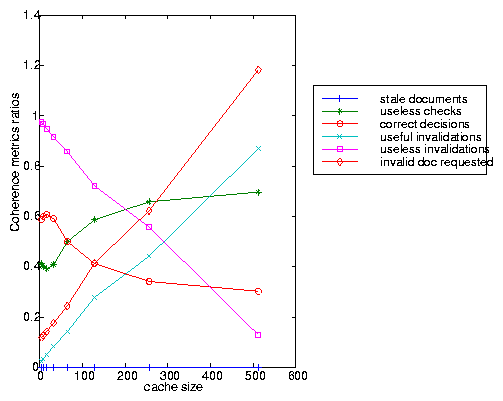 1.4
1.2
1
0.8
0.6
0.4
0.2
0
Coherence metrics ratios
0 100 200 300 400 500 600
cache size
stale documents
useless checks
correct decisions
useful invalidations
useless invalidations
invalid doc requested